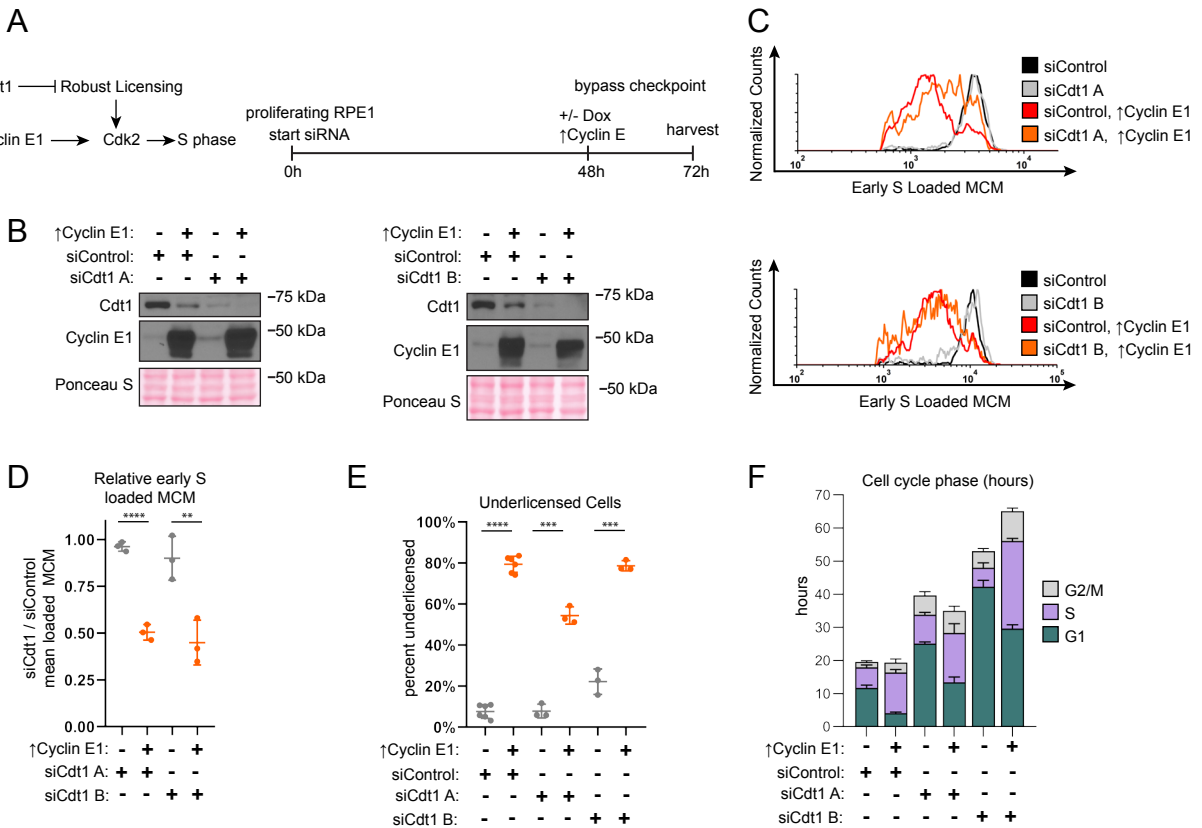 A
Robust Licensing
Cdk2
S phase
proliferating RPE1
start siRNA
bypass checkpoint
+/- Dox
↑Cyclin E
harvest
0h
48h
72h
B
↑Cyclin E1: - + - +
siControl: + + - -
siCdt1 A: - - + +
Cdt1
–75 kDa
Cyclin E1
–50 kDa
Ponceau S
–50 kDa
↑Cyclin E1: - + - +
siControl: + + - -
siCdt1 B: - - + +
Cdt1
–75 kDa
Cyclin E1
–50 kDa
Ponceau S
–50 kDa
C
Normalized Counts
10² 10³ 10⁴
Early S Loaded MCM
siControl
siCdt1 A
siControl, ↑Cyclin E1
siCdt1 A, ↑Cyclin E1
Normalized Counts
10² 10³ 10⁴ 10⁵
Early S Loaded MCM
siControl
siCdt1 B
siControl, ↑Cyclin E1
siCdt1 B, ↑Cyclin E1
D
Relative early S
loaded MCM
**** **
siCdt1 / siControl
mean loaded MCM
1.00
0.75
0.50
0.25
0.00
↑Cyclin E1: - + - +
siCdt1 A: + + - -
siCdt1 B: - - + +
E
Underlicensed Cells
**** *** ***
percent underlicensed
100%
80%
60%
40%
20%
0%
↑Cyclin E1: - + - + - +
siControl: + + - - - -
siCdt1 A: - - + + - -
siCdt1 B: - - - - + +
F
Cell cycle phase (hours)
hours
70
60
50
40
30
20
10
0
G2/M
S
G1
↑Cyclin E1: - + - + - +
siControl: + + - - - -
siCdt1 A: - - + + - -
siCdt1 B: - - - - + +